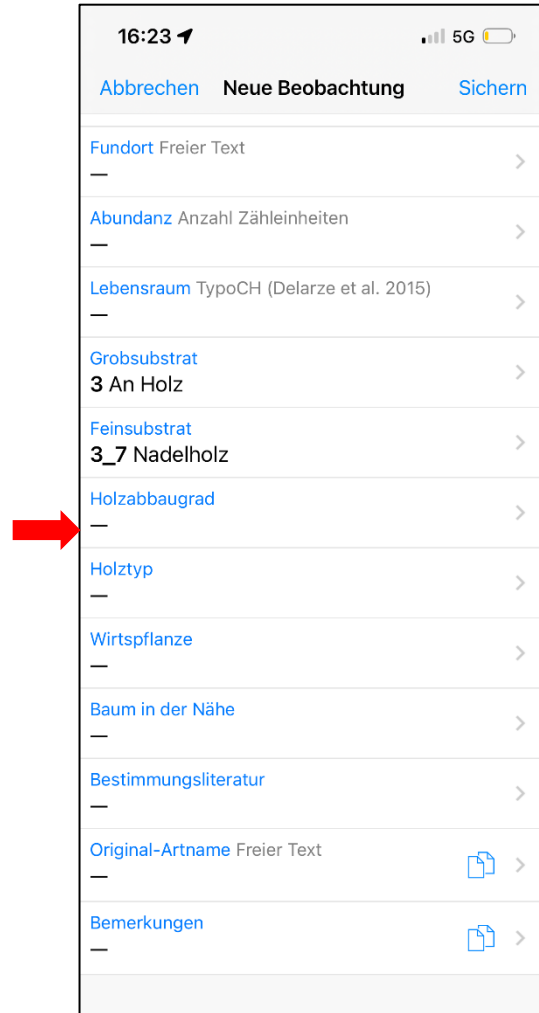 16:23 5G
Abbrechen Neue Beobachtung Sichern
Fundort Freier Text
—
Abundanz Anzahl Zähleinheiten
—
Lebensraum TypoCH (Delarze et al. 2015)
—
Grobsubstrat
3 An Holz
Feinsubstrat
3_7 Nadelholz
Holzabbaugrad
—
Holztyp
—
Wirtspflanze
—
Baum in der Nähe
—
Bestimmungsliteratur
—
Original-Artname Freier Text
—
Bemerkungen
—